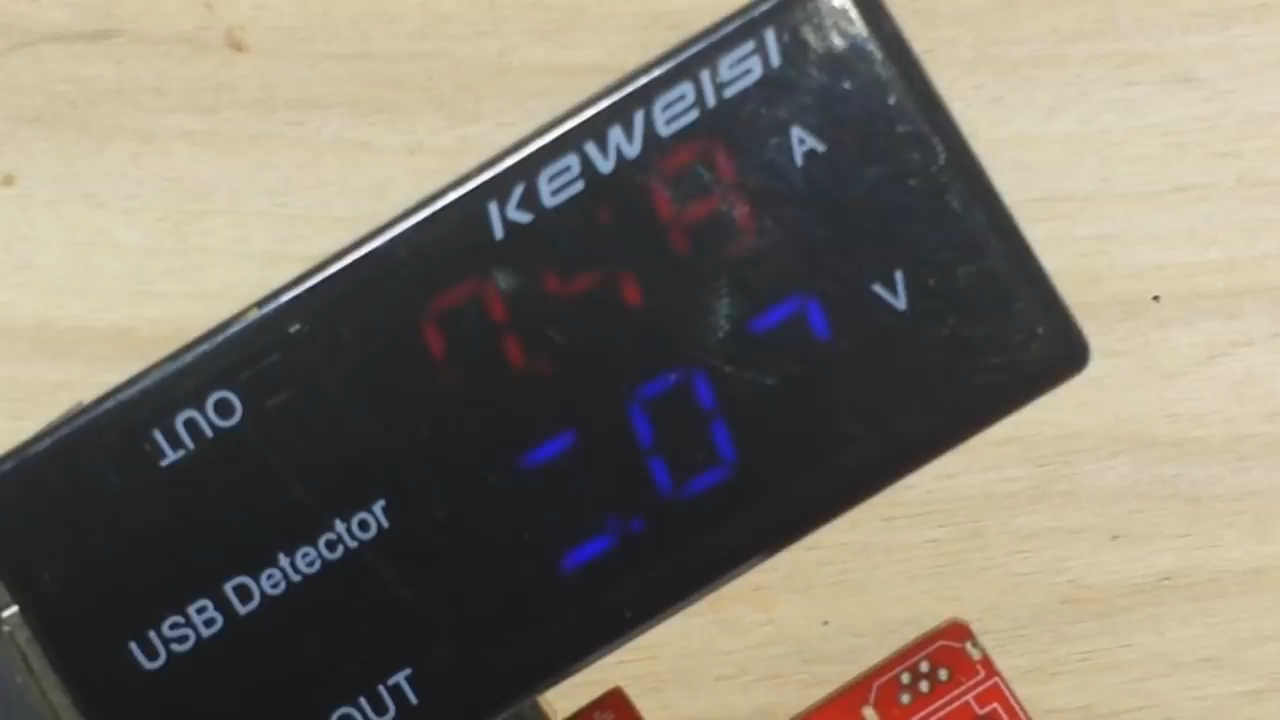 KEWEISI
A
V
OUT
USB Detector
OUT